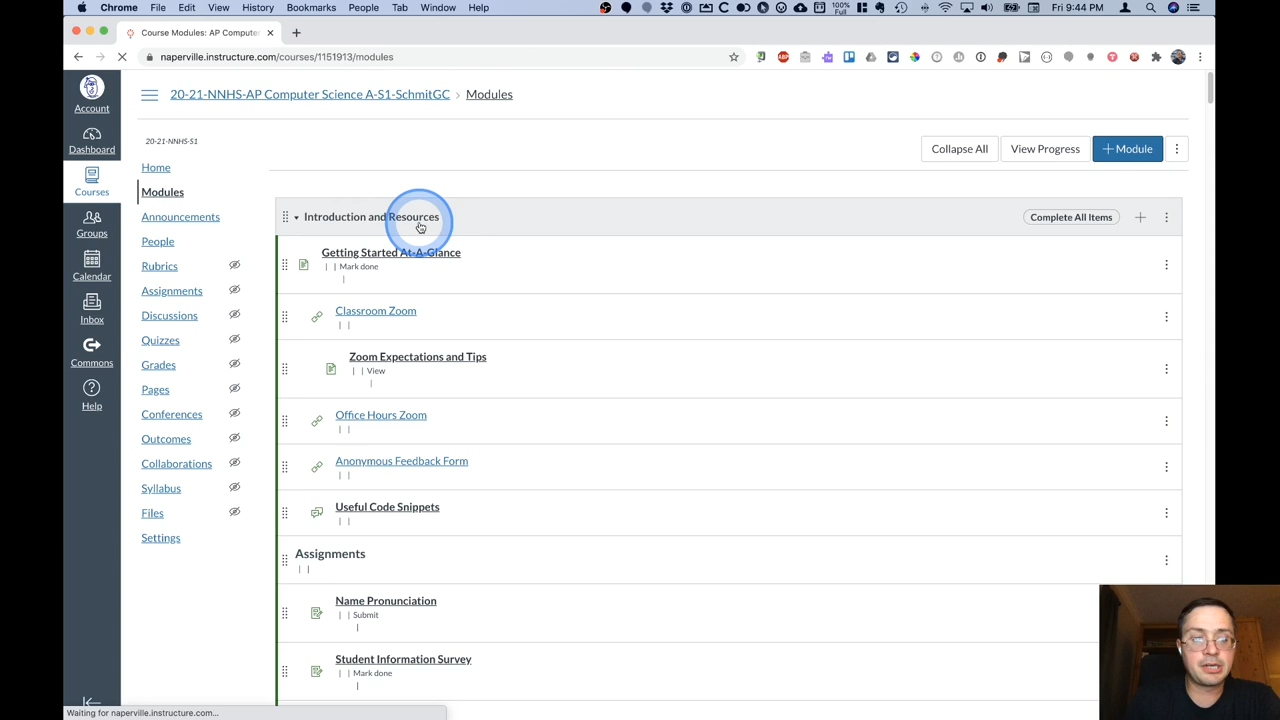 Chrome File Edit View History Bookmarks People Tab Window Help 100% Full Fri 9:44 PM
Course Modules: AP Computer
naperville.instructure.com/courses/1151913/modules
20-21-NNHS-AP Computer Science A-S1-SchmitGC > Modules
Account
Dashboard
Courses
Groups
Calendar
Inbox
Commons
Help
20-21-NNHS-S1
Home
Modules
Announcements
People
Rubrics
Assignments
Discussions
Quizzes
Grades
Pages
Conferences
Outcomes
Collaborations
Syllabus
Files
Settings
Collapse All View Progress + Module
Introduction and Resources Complete All Items
Getting Started At-A-Glance
| | Mark done
|
Classroom Zoom
| |
Zoom Expectations and Tips
| | View
|
Office Hours Zoom
| |
Anonymous Feedback Form
| |
Useful Code Snippets
| |
Assignments
| |
Name Pronunciation
| | Submit
|
Student Information Survey
| | Mark done
|
Waiting for naperville.instructure.com...